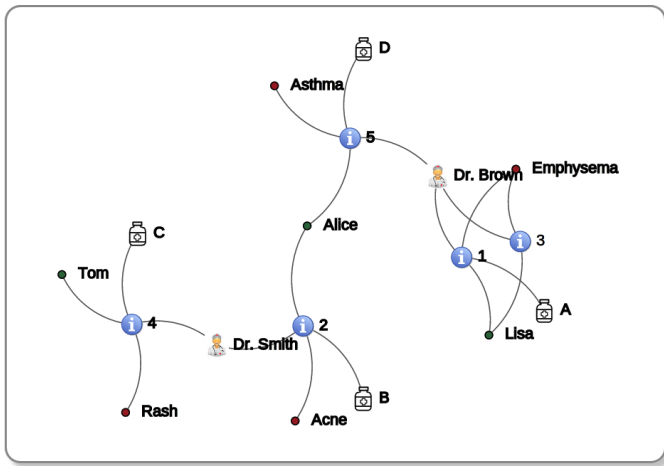 D
Asthma
5
Dr. Brown
Emphysema
Alice
C
3
1
Tom
A
4
2
Lisa
Dr. Smith
B
Rash
Acne